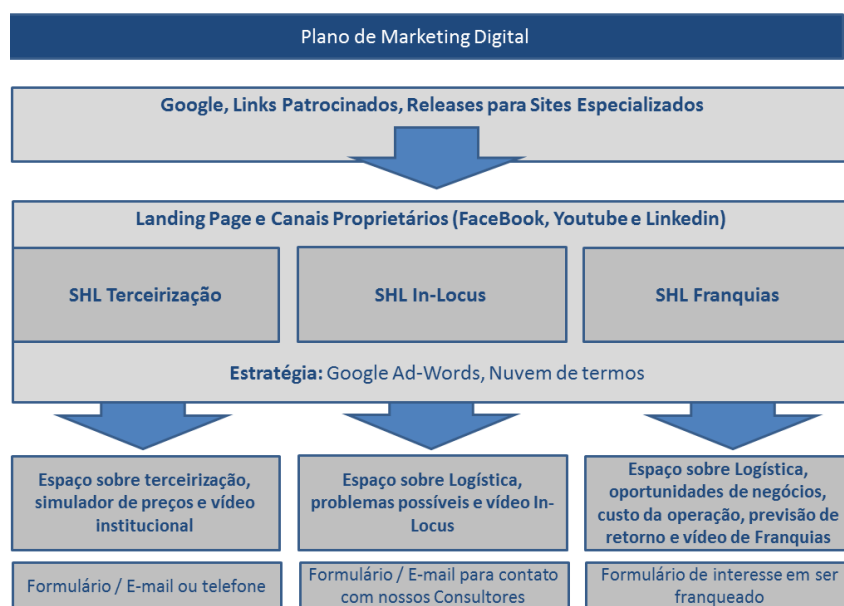 Plano de Marketing Digital
Google, Links Patrocinados, Releases para Sites Especializados
Landing Page e Canais Proprietários (FaceBook, Youtube e Linkedin)
SHL Terceirização
SHL In-Locus
SHL Franquias
Estratégia: Google Ad-Words, Nuvem de termos
Espaço sobre terceirização,
simulador de preços e vídeo
institucional
Espaço sobre Logística,
problemas possíveis e vídeo In-
Locus
Espaço sobre Logística,
oportunidades de negócios,
custo da operação, previsão de
retorno e vídeo de Franquias
Formulário / E-mail ou telefone
Formulário / E-mail para contato
com nossos Consultores
Formulário de interesse em ser
franqueado